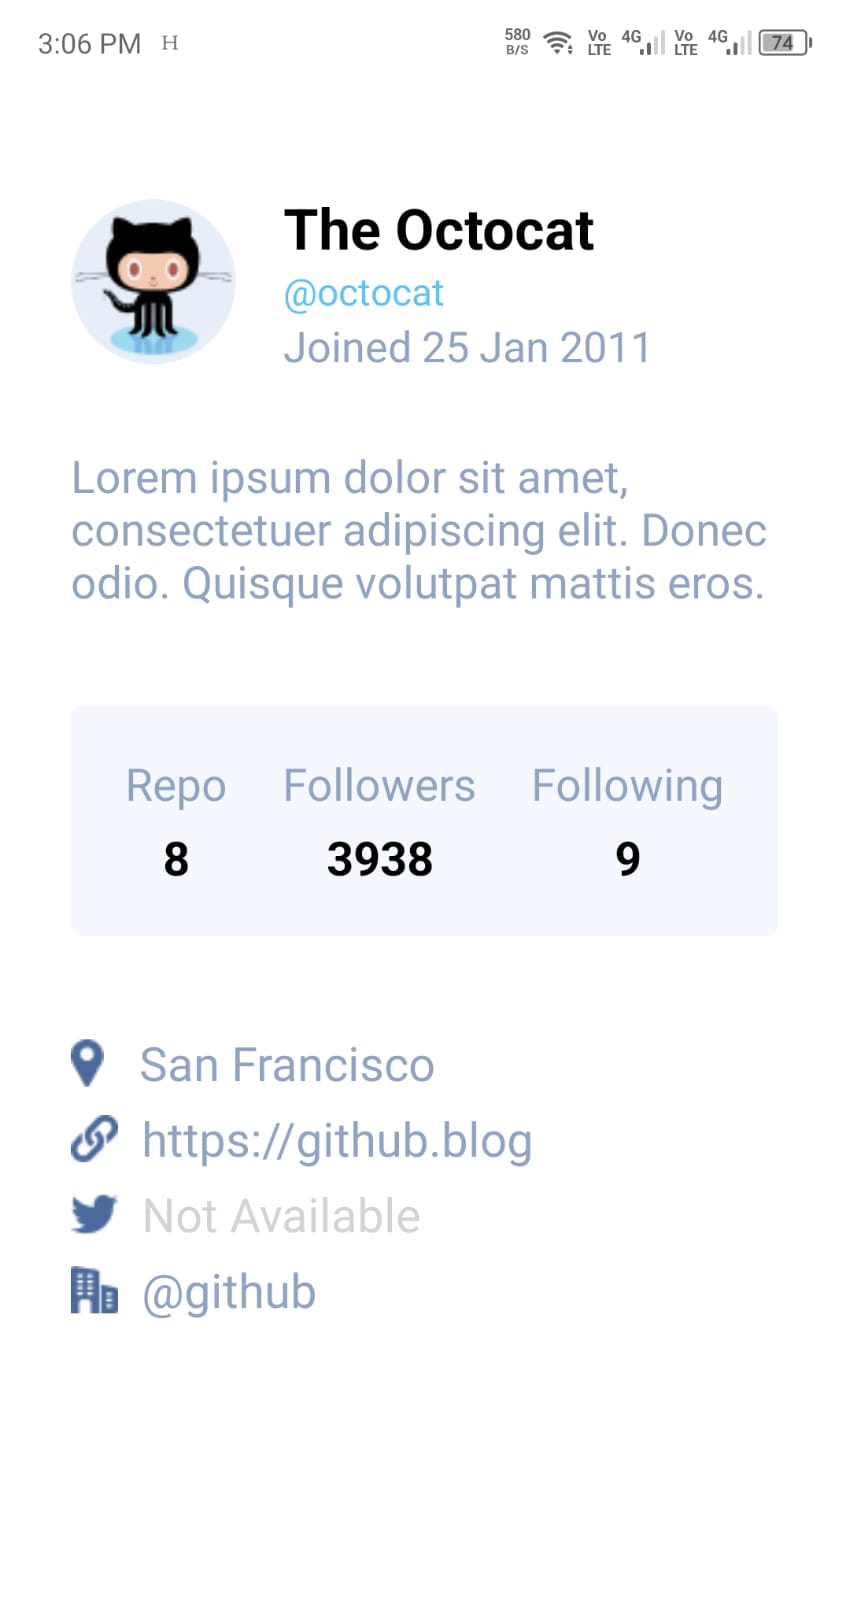 3:06 PM H 580 B/S Vo LTE 4G Vo LTE 4G 74
The Octocat
@octocat
Joined 25 Jan 2011
Lorem ipsum dolor sit amet,
consectetuer adipiscing elit. Donec
odio. Quisque volutpat mattis eros.
Repo Followers Following
8 3938 9
San Francisco
https://github.blog
Not Available
@github